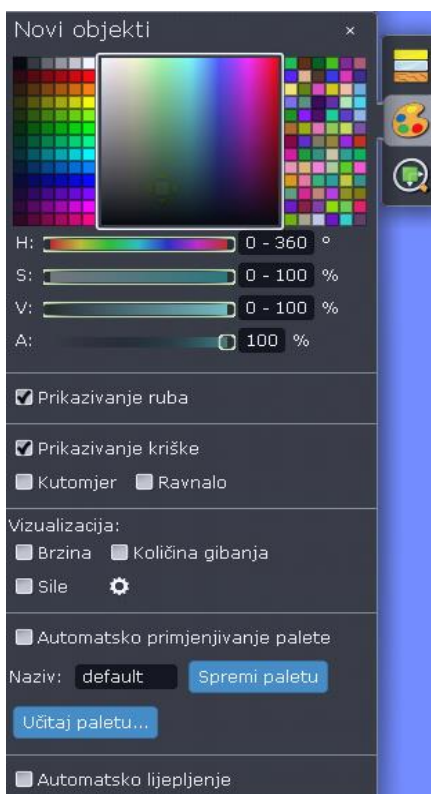 Novi objekti ×
H: 0 - 360 °
S: 0 - 100 %
V: 0 - 100 %
A: 100 %
Prikazivanje ruba
Prikazivanje kriške
Kutomjer Ravnalo
Vizualizacija:
Brzina Količina gibanja
Sile
Automatsko primjenjivanje palete
Naziv: default Spremi paletu
Učitaj paletu...
Automatsko lijepljenje